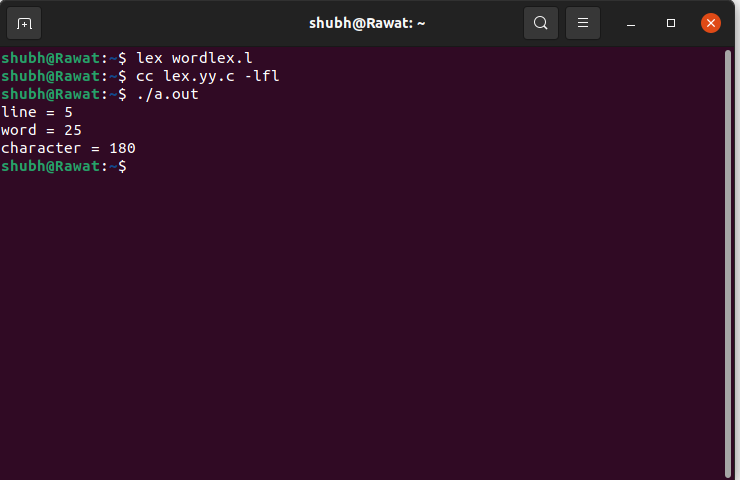 shubh@Rawat: ~
shubh@Rawat:~$ lex wordlex.l
shubh@Rawat:~$ cc lex.yy.c -lfl
shubh@Rawat:~$ ./a.out
line = 5
word = 25
character = 180
shubh@Rawat:~$